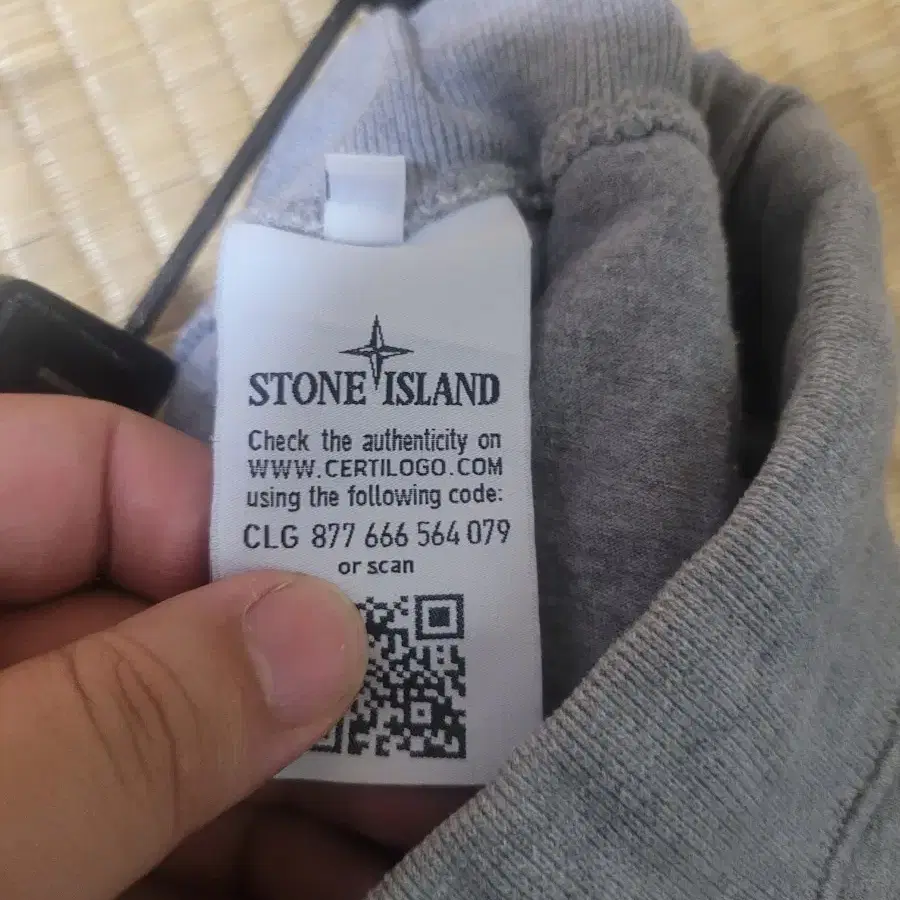 STONE ISLAND
Check the authenticity on
WWW.CERTILOGO.COM
using the following code:
CLG 877 666 564 079
or scan